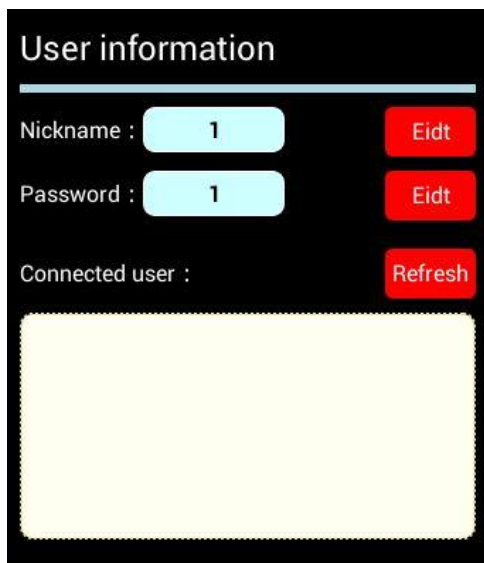 User information
Nickname : 1 Eidt
Password : 1 Eidt
Connected user : Refresh